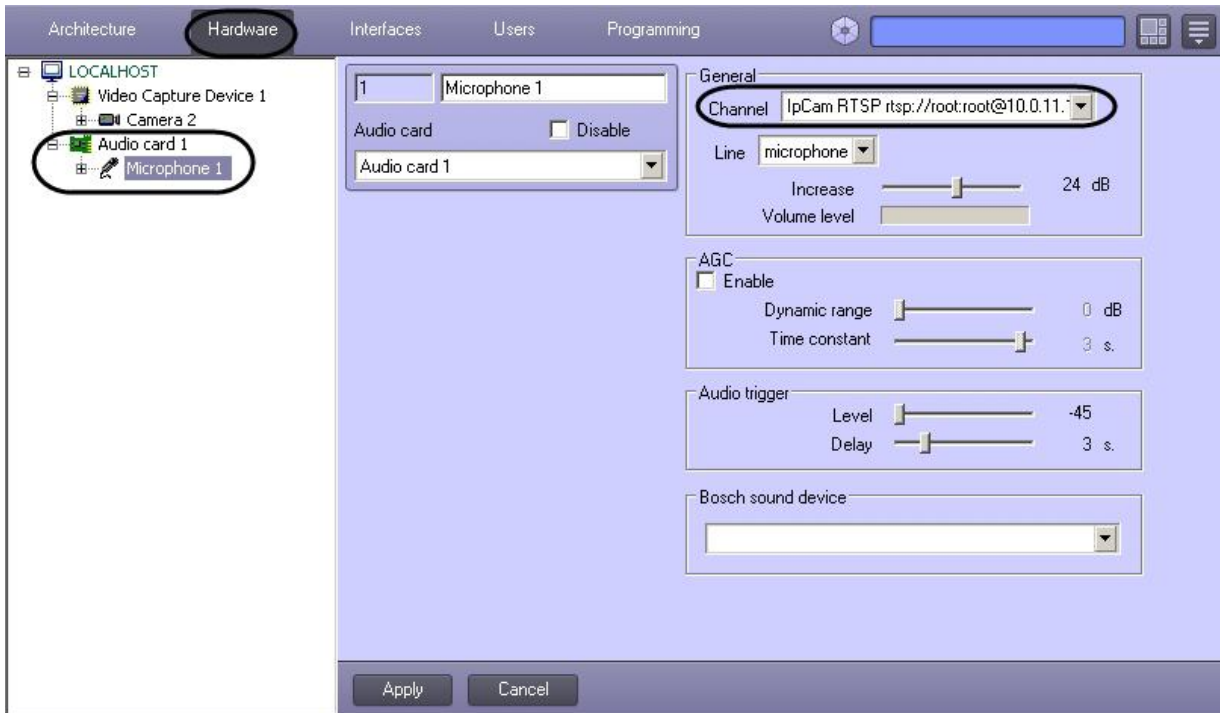 Architecture Hardware Interfaces Users Programming
LOCALHOST
Video Capture Device 1
Camera 2
Audio card 1
Microphone 1
1 Microphone 1
Audio card Disable
Audio card 1
General
Channel IpCam RTSP rtsp://root:root@10.0.11.
Line microphone
Increase 24 dB
Volume level
AGC
Enable
Dynamic range 0 dB
Time constant 3 s.
Audio trigger
Level -45
Delay 3 s.
Bosch sound device
Apply Cancel